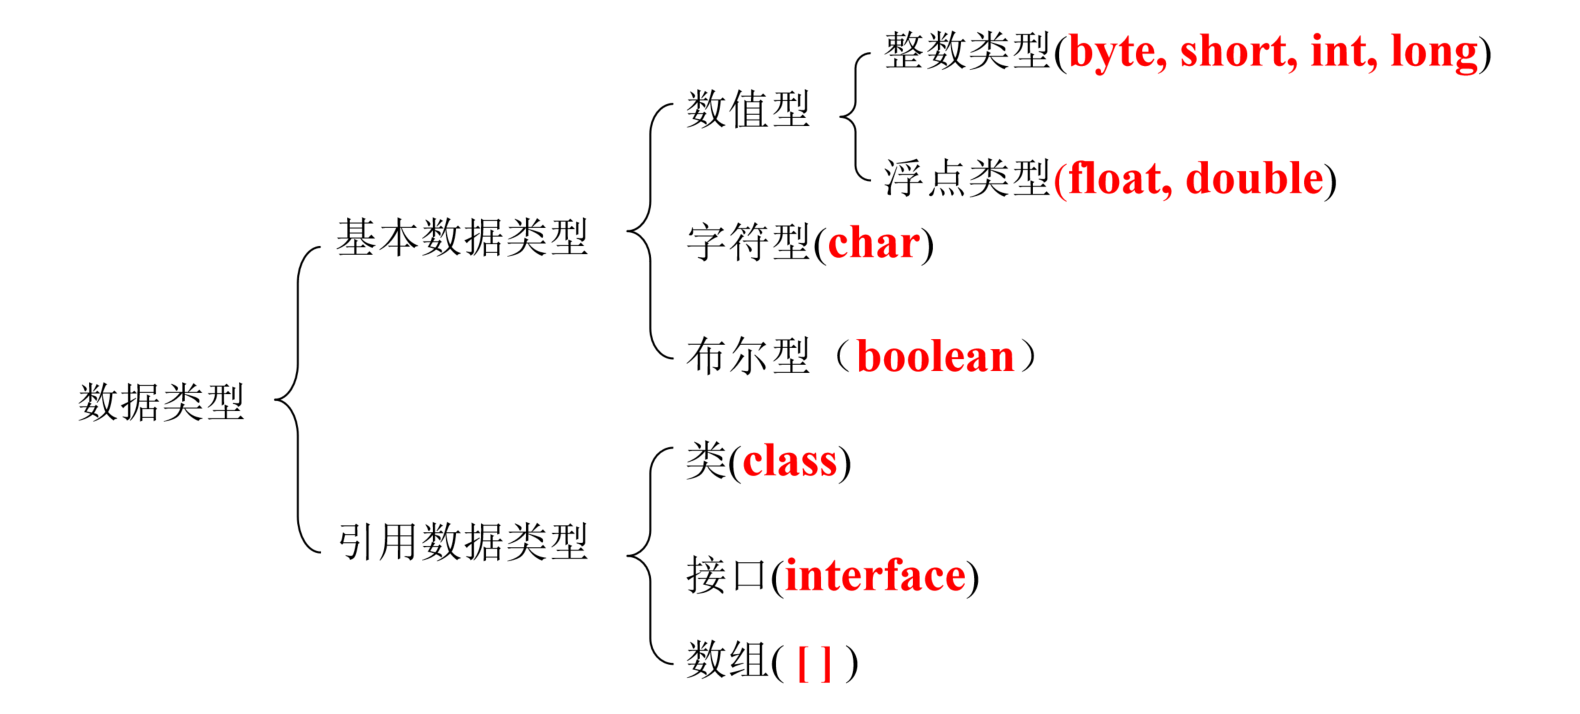 整数类型(byte, short, int, long)
数值型
浮点类型(float, double)
基本数据类型
字符型(char)
布尔型（boolean）
数据类型
类(class)
引用数据类型
接口(interface)
数组( [ ] )